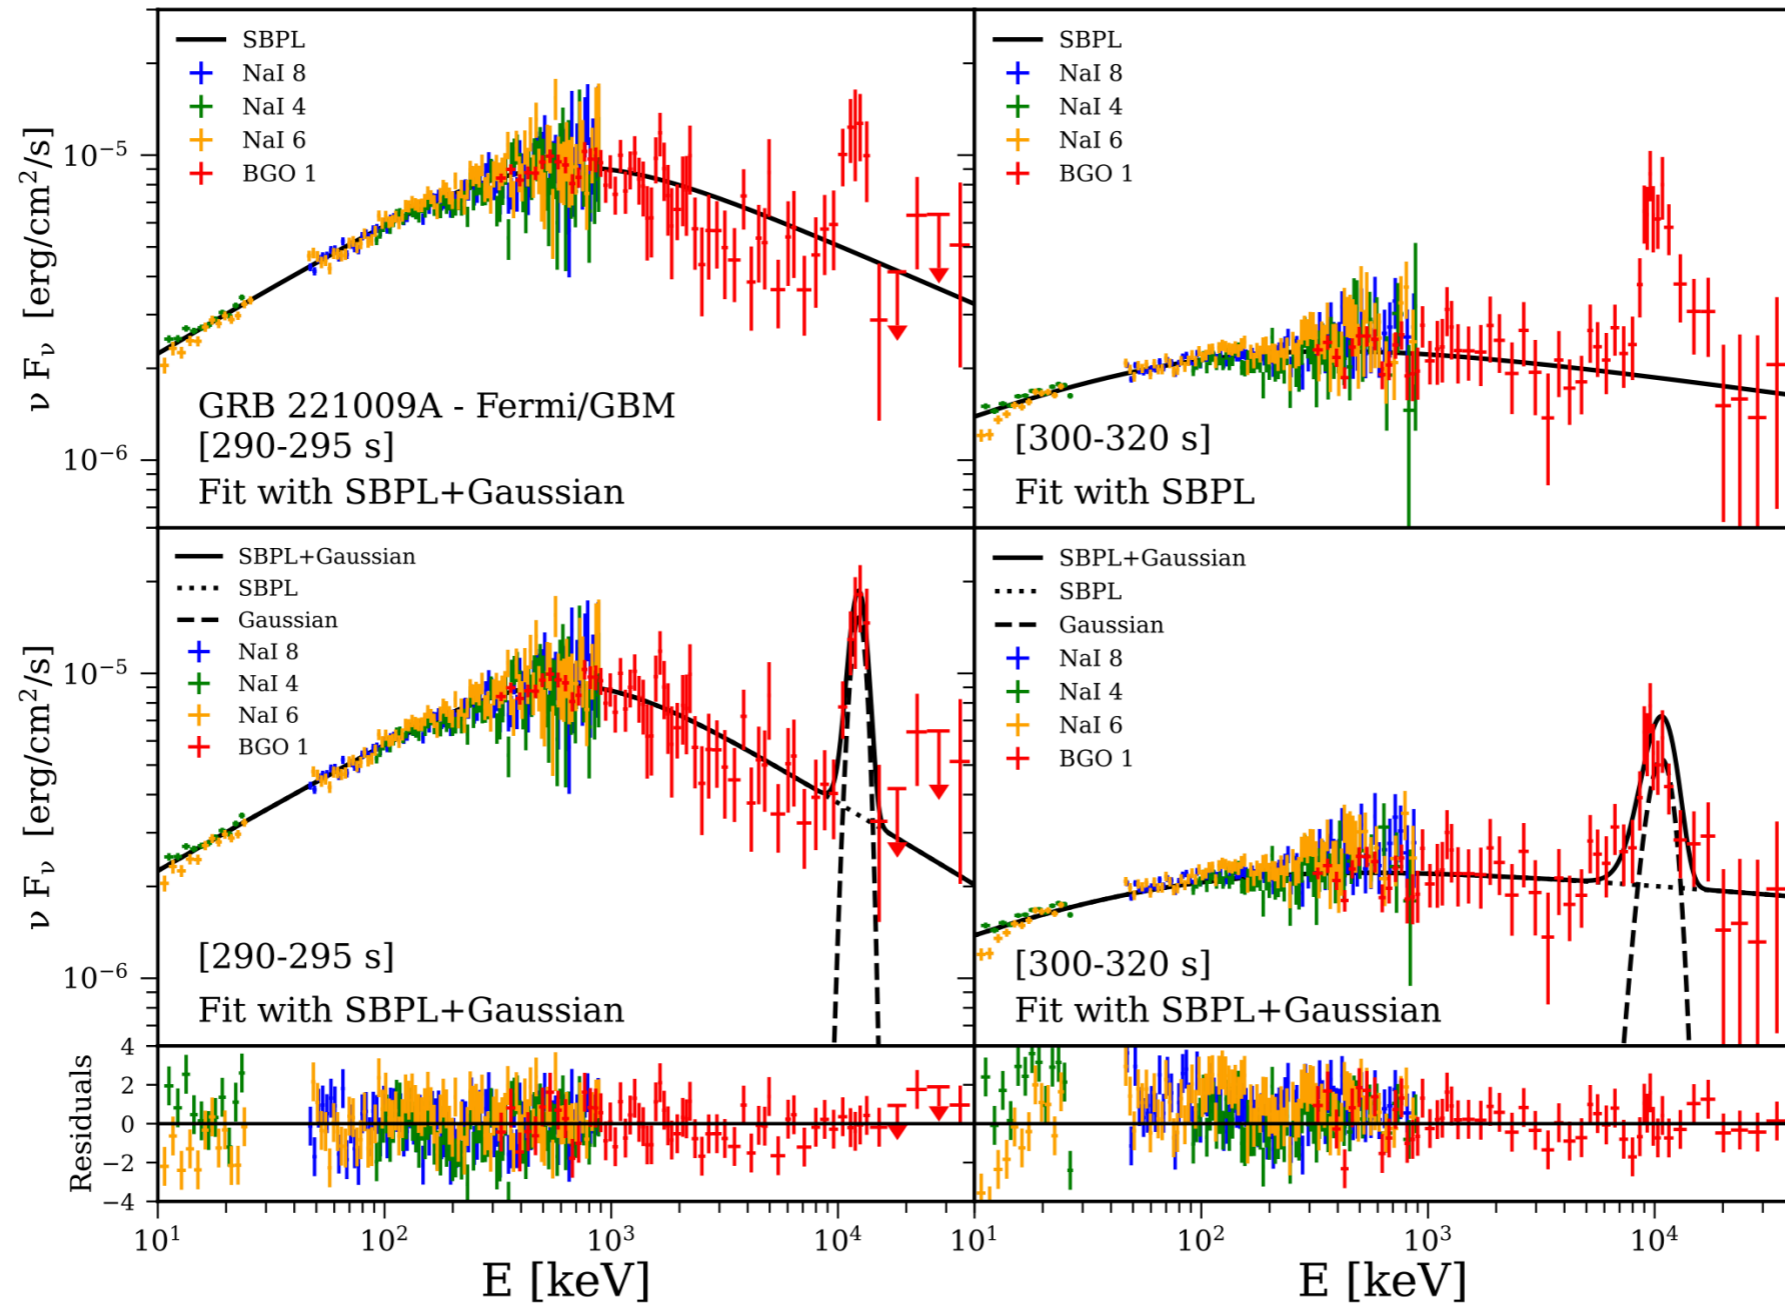 SBPL
NaI 8
NaI 4
NaI 6
BGO 1
10⁻⁵
10⁻⁶
ν Fν [erg/cm²/s]
GRB 221009A - Fermi/GBM
[290-295 s]
Fit with SBPL+Gaussian
SBPL
NaI 8
NaI 4
NaI 6
BGO 1
[300-320 s]
Fit with SBPL
SBPL+Gaussian
SBPL
Gaussian
NaI 8
NaI 4
NaI 6
BGO 1
10⁻⁵
10⁻⁶
ν Fν [erg/cm²/s]
[290-295 s]
Fit with SBPL+Gaussian
SBPL+Gaussian
SBPL
Gaussian
NaI 8
NaI 4
NaI 6
BGO 1
[300-320 s]
Fit with SBPL+Gaussian
Residuals
4
2
0
−2
−4
10¹ 10² 10³ 10⁴ 10¹ 10² 10³ 10⁴
E [keV] E [keV]